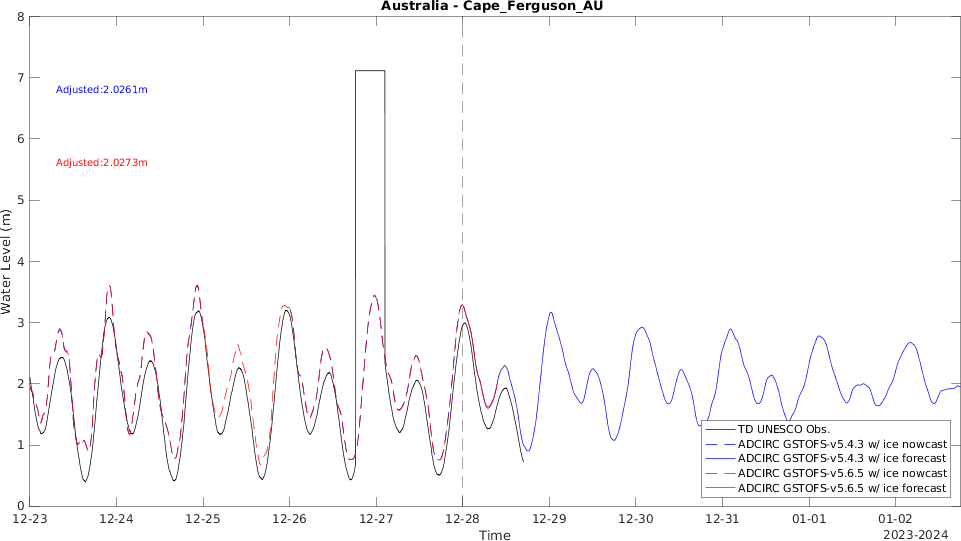 Australia - Cape_Ferguson_AU
8
7
6
5
4
3
2
1
0
Water Level (m)
Adjusted:2.0261m
Adjusted:2.0273m
TD UNESCO Obs.
ADCIRC GSTOFS-v5.4.3 w/ ice nowcast
ADCIRC GSTOFS-v5.4.3 w/ ice forecast
ADCIRC GSTOFS-v5.6.5 w/ ice nowcast
ADCIRC GSTOFS-v5.6.5 w/ ice forecast
12-23 12-24 12-25 12-26 12-27 12-28 12-29 12-30 12-31 01-01 01-02
Time
2023-2024